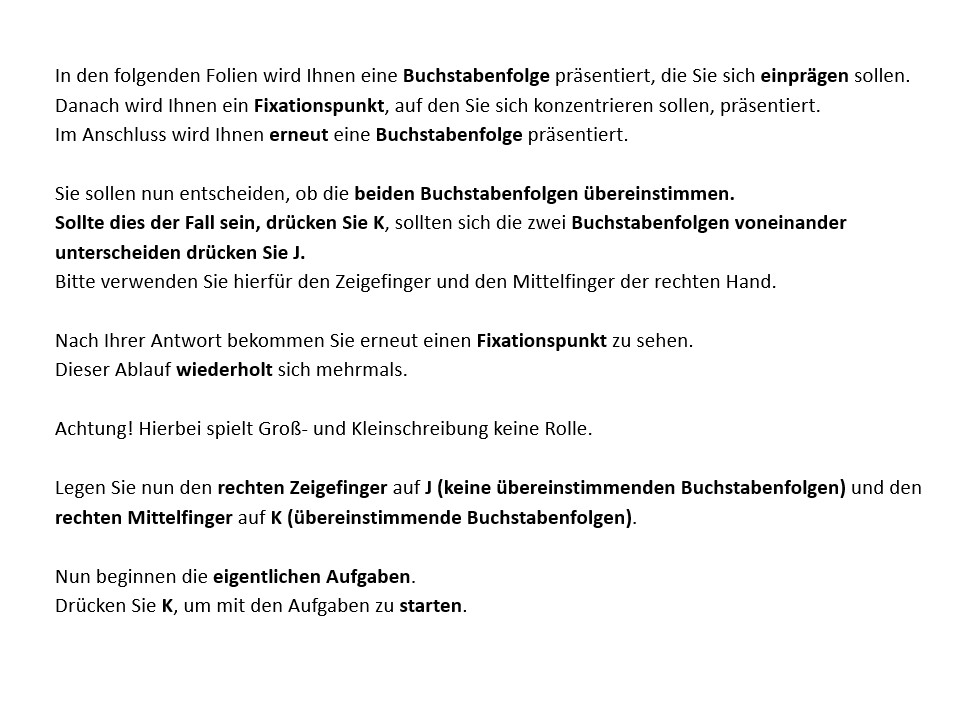 In den folgenden Folien wird Ihnen eine Buchstabenfolge präsentiert, die Sie sich einprägen sollen.
Danach wird Ihnen ein Fixationspunkt, auf den Sie sich konzentrieren sollen, präsentiert.
Im Anschluss wird Ihnen erneut eine Buchstabenfolge präsentiert.
Sie sollen nun entscheiden, ob die beiden Buchstabenfolgen übereinstimmen.
Sollte dies der Fall sein, drücken Sie K, sollten sich die zwei Buchstabenfolgen voneinander
unterscheiden drücken Sie J.
Bitte verwenden Sie hierfür den Zeigefinger und den Mittelfinger der rechten Hand.
Nach Ihrer Antwort bekommen Sie erneut einen Fixationspunkt zu sehen.
Dieser Ablauf wiederholt sich mehrmals.
Achtung! Hierbei spielt Groß- und Kleinschreibung keine Rolle.
Legen Sie nun den rechten Zeigefinger auf J (keine übereinstimmenden Buchstabenfolgen) und den
rechten Mittelfinger auf K (übereinstimmende Buchstabenfolgen).
Nun beginnen die eigentlichen Aufgaben.
Drücken Sie K, um mit den Aufgaben zu starten.